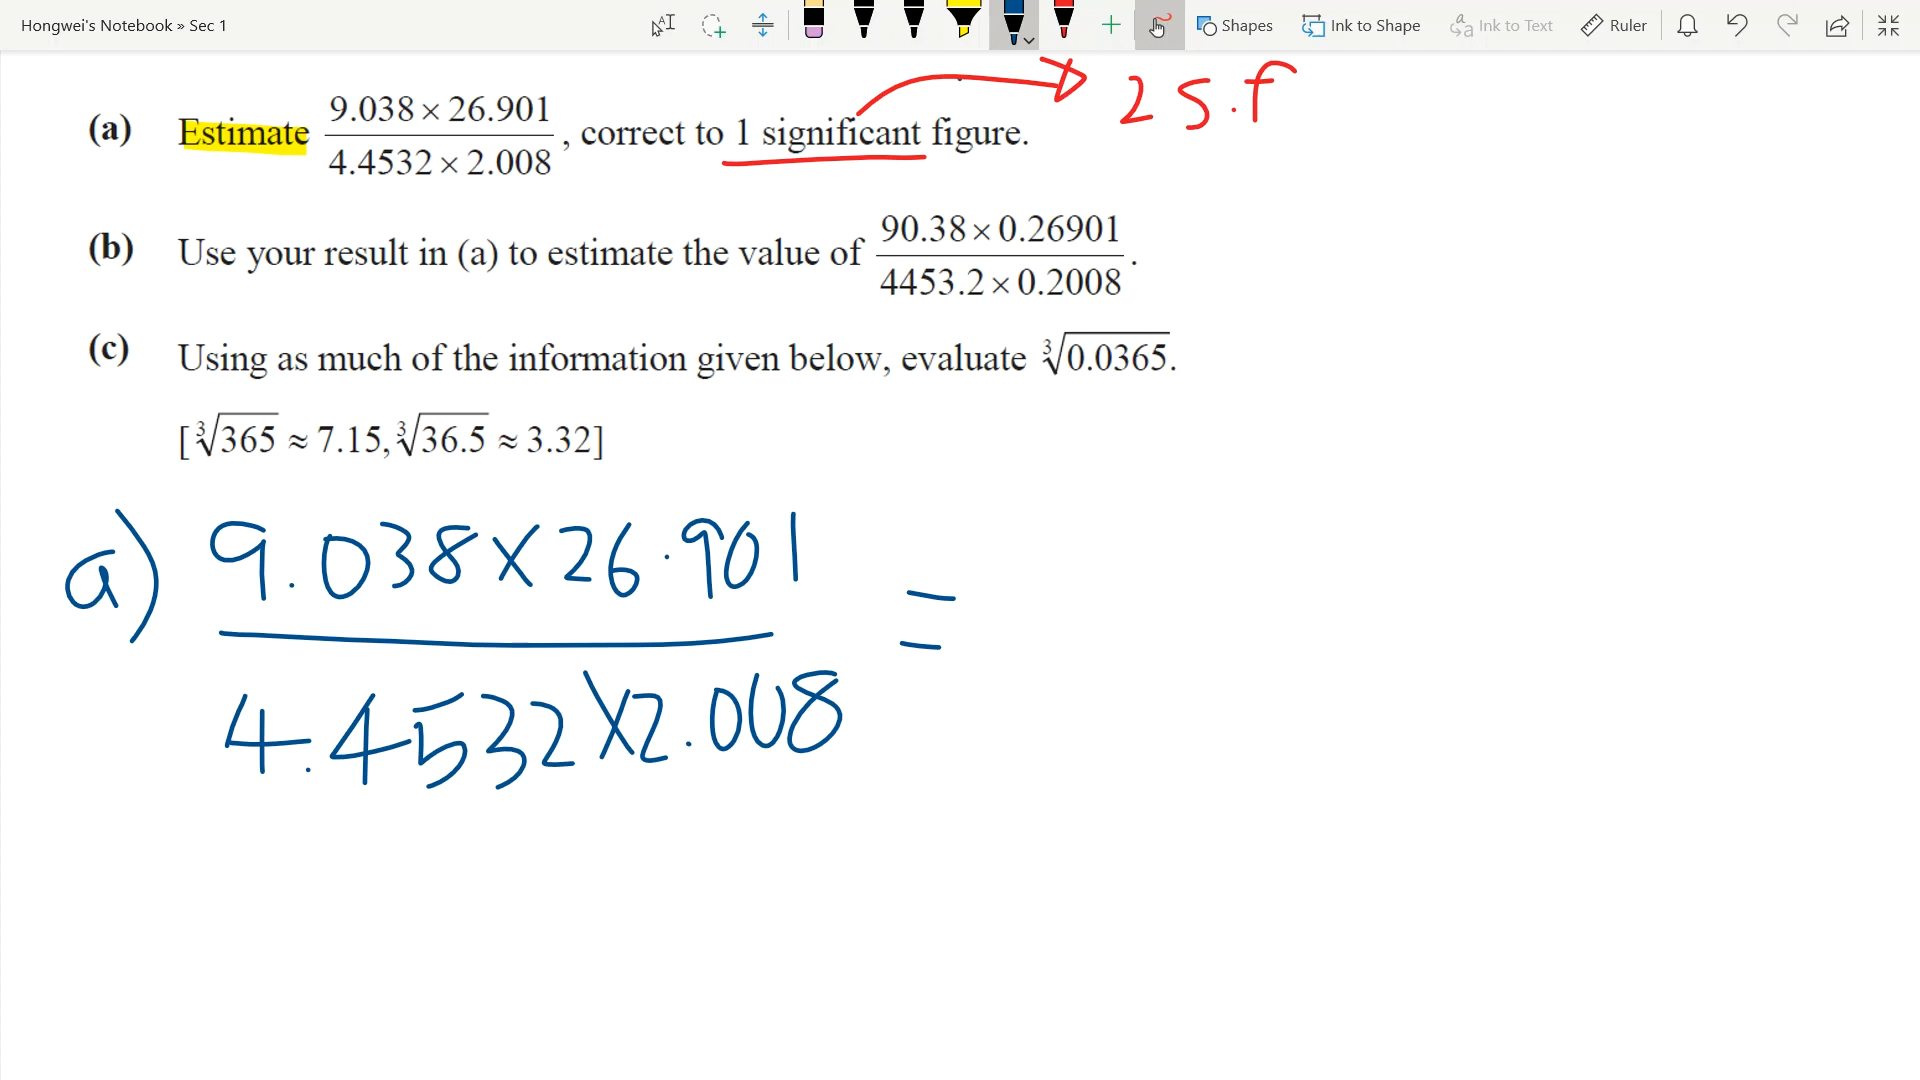 Hongwei's Notebook » Sec 1
Shapes
Ink to Shape
Ink to Text
Ruler
2 s.f
(a) Estimate 9.038 × 26.901 / 4.4532 × 2.008 , correct to 1 significant figure.
(b) Use your result in (a) to estimate the value of 90.38 × 0.26901 / 4453.2 × 0.2008 .
(c) Using as much of the information given below, evaluate ∛0.0365.
[∛365 ≈ 7.15, ∛36.5 ≈ 3.32]
a) 9.038 × 26.901 =
4.4532 × 2.008